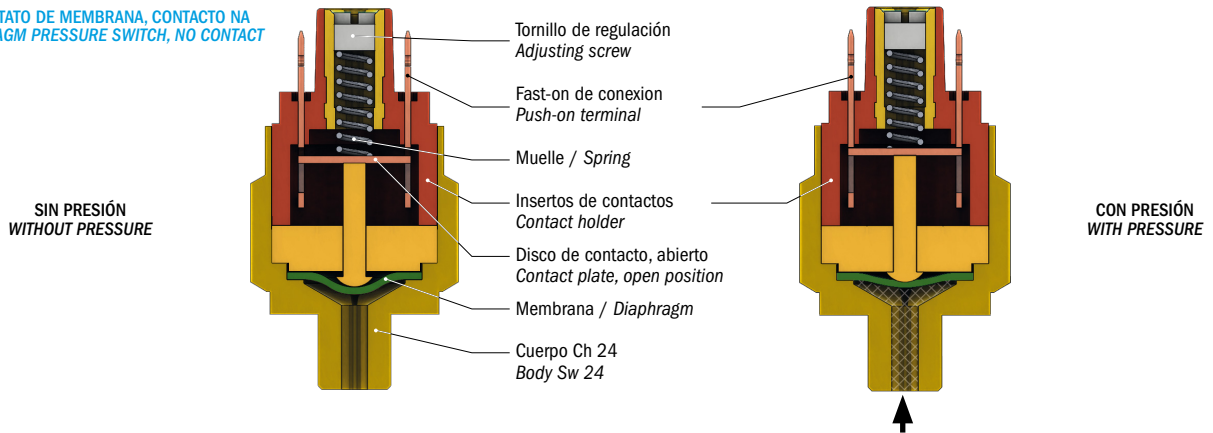 TATO DE MEMBRANA, CONTACTO NA
AGM PRESSURE SWITCH, NO CONTACT
Tornillo de regulación
Adjusting screw
Fast-on de conexion
Push-on terminal
Muelle / Spring
SIN PRESIÓN
WITHOUT PRESSURE
Insertos de contactos
Contact holder
CON PRESIÓN
WITH PRESSURE
Disco de contacto, abierto
Contact plate, open position
Membrana / Diaphragm
Cuerpo Ch 24
Body Sw 24